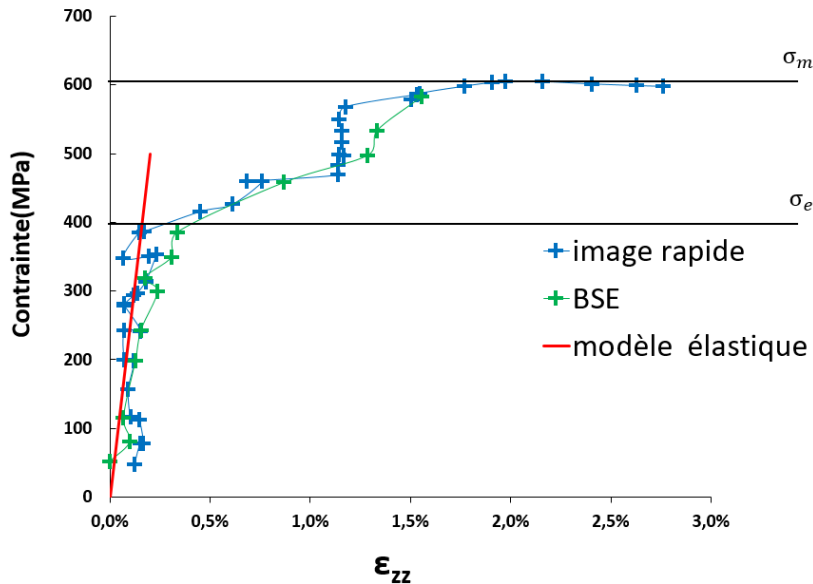 700
σm
600
500
σe
400
image rapide
300
BSE
modèle élastique
200
100
0
Contrainte(MPa)
0,0%
0,5%
1,0%
1,5%
2,0%
2,5%
3,0%
εzz